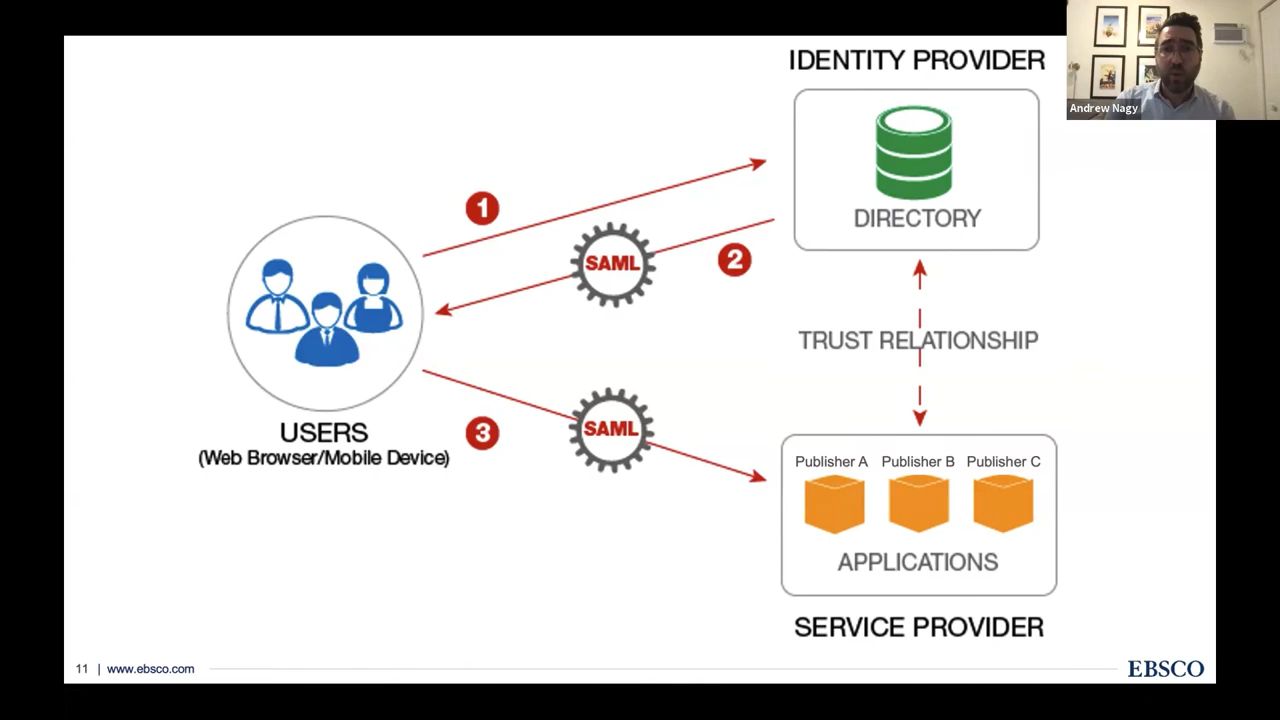 IDENTITY PROVIDER
Andrew Nagy
DIRECTORY
1
SAML
2
TRUST RELATIONSHIP
USERS
(Web Browser/Mobile Device)
3
SAML
Publisher A Publisher B Publisher C
APPLICATIONS
SERVICE PROVIDER
11 | www.ebsco.com
EBSCO